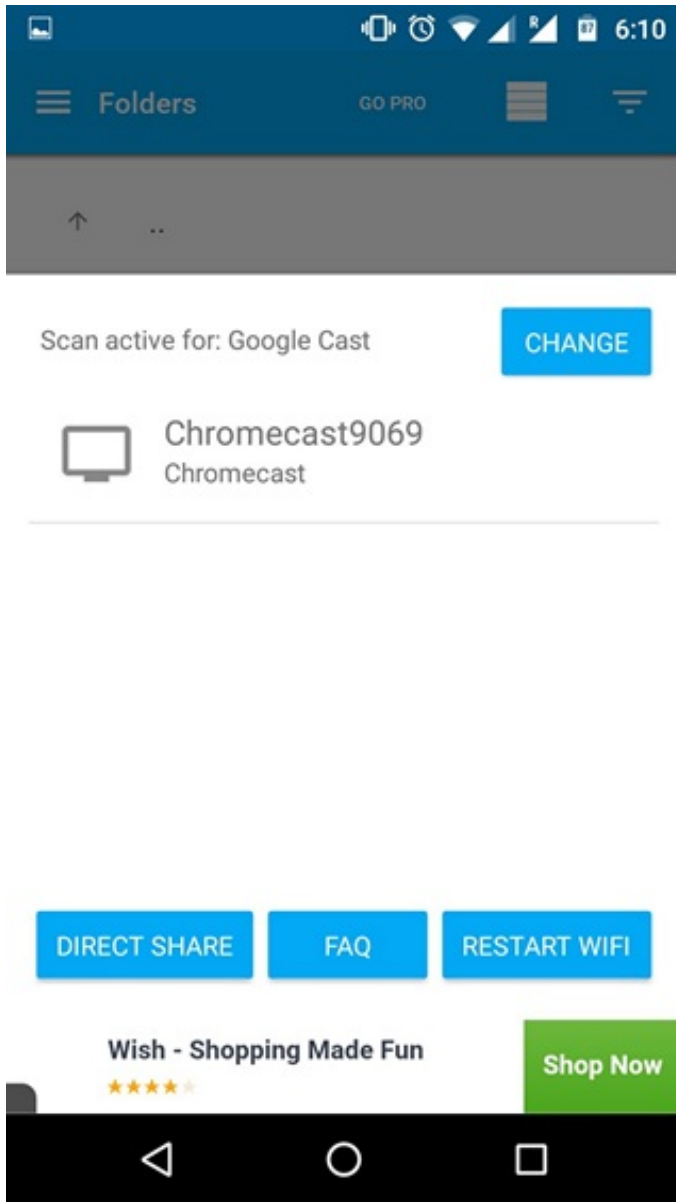 R 87 6:10
Folders GO PRO
..
Scan active for: Google Cast CHANGE
Chromecast9069
Chromecast
DIRECT SHARE FAQ RESTART WIFI
Wish - Shopping Made Fun
Shop Now